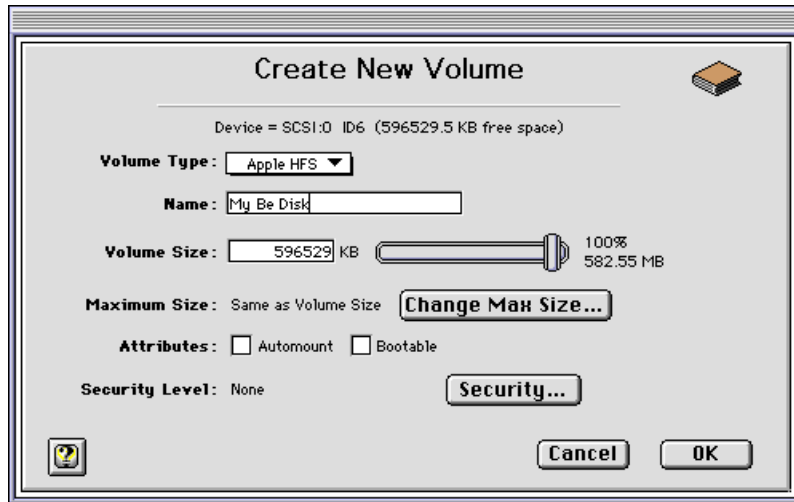 Create New Volume
Device = SCSI:0 ID6 (596529.5 KB free space)
Volume Type: Apple HFS
Name: My Be Disk
Volume Size: 596529 KB 100%
582.55 MB
Maximum Size: Same as Volume Size Change Max Size...
Attributes: Automount Bootable
Security Level: None Security...
? Cancel OK